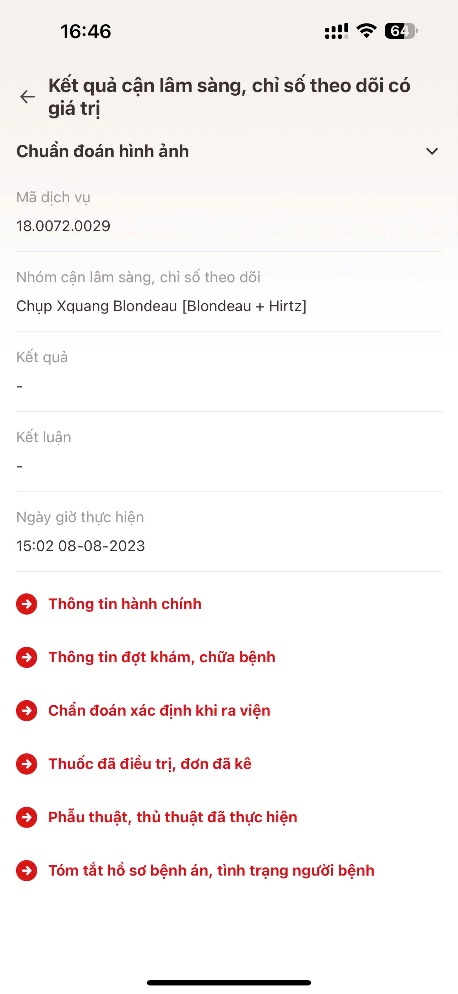 16:46
64
Kết quả cận lâm sàng, chỉ số theo dõi có
giá trị
Chuẩn đoán hình ảnh
Mã dịch vụ
18.0072.0029
Nhóm cận lâm sàng, chỉ số theo dõi
Chụp Xquang Blondeau [Blondeau + Hirtz]
Kết quả
-
Kết luận
-
Ngày giờ thực hiện
15:02 08-08-2023
Thông tin hành chính
Thông tin đợt khám, chữa bệnh
Chẩn đoán xác định khi ra viện
Thuốc đã điều trị, đơn đã kê
Phẫu thuật, thủ thuật đã thực hiện
Tóm tắt hồ sơ bệnh án, tình trạng người bệnh